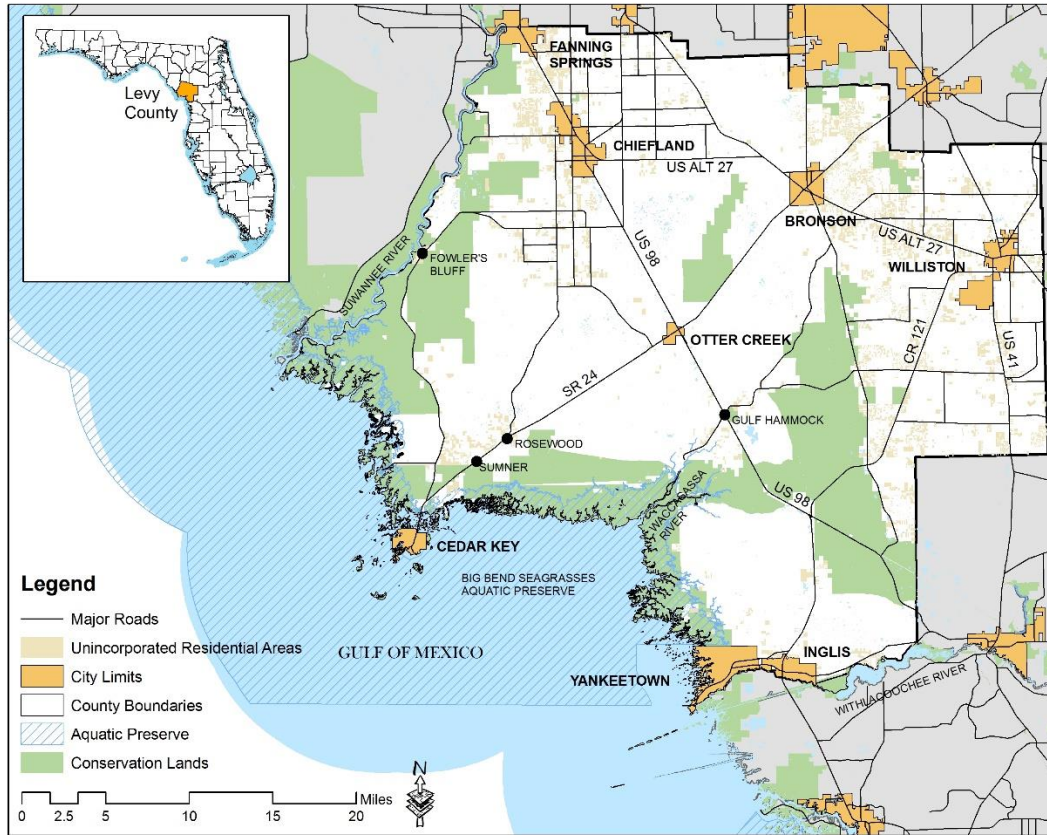 Levy
County
FANNING
SPRINGS
CHIEFLAND
US ALT 27
BRONSON
US ALT 27
WILLISTON
US 98
SUWANNEE RIVER
FOWLER'S
BLUFF
OTTER CREEK
CR 121
US 41
SR 24
GULF HAMMOCK
ROSEWOOD
SUMNER
WACCASASSA
RIVER
US 98
CEDAR KEY
BIG BEND SEAGRASSES
AQUATIC PRESERVE
GULF OF MEXICO
YANKEETOWN
INGLIS
WITHLACOOCHEE RIVER
Legend
Major Roads
Unincorporated Residential Areas
City Limits
County Boundaries
Aquatic Preserve
Conservation Lands
N
Miles
0 2.5 5 10 15 20